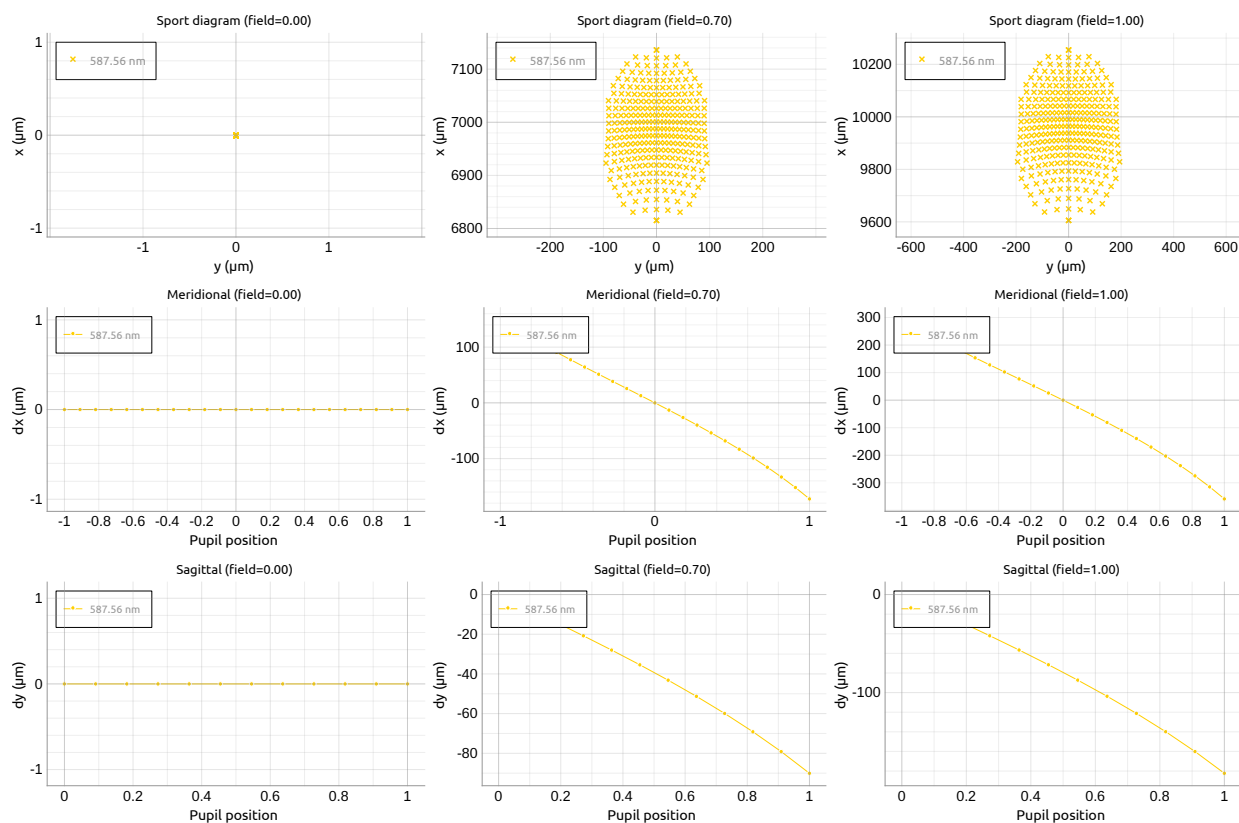 Sport diagram (field=0.00)
1
0
-1
x (µm)
587.56 nm
-1
0
1
y (µm)
Sport diagram (field=0.70)
7100
7000
6900
6800
x (µm)
587.56 nm
-200
-100
0
100
200
y (µm)
Sport diagram (field=1.00)
10200
10000
9800
9600
x (µm)
587.56 nm
-600
-400
-200
0
200
400
600
y (µm)
Meridional (field=0.00)
1
0
-1
dx (µm)
587.56 nm
-1
-0.8
-0.6
-0.4
-0.2
0
0.2
0.4
0.6
0.8
1
Pupil position
Meridional (field=0.70)
100
0
-100
dx (µm)
587.56 nm
-1
0
1
Pupil position
Meridional (field=1.00)
300
200
100
0
-100
-200
-300
dx (µm)
587.56 nm
-1
-0.8
-0.6
-0.4
-0.2
0
0.2
0.4
0.6
0.8
1
Pupil position
Sagittal (field=0.00)
1
0
-1
dy (µm)
587.56 nm
0
0.2
0.4
0.6
0.8
1
Pupil position
Sagittal (field=0.70)
0
-20
-40
-60
-80
dy (µm)
587.56 nm
0
0.2
0.4
0.6
0.8
1
Pupil position
Sagittal (field=1.00)
0
-100
dy (µm)
587.56 nm
0
0.2
0.4
0.6
0.8
1
Pupil position